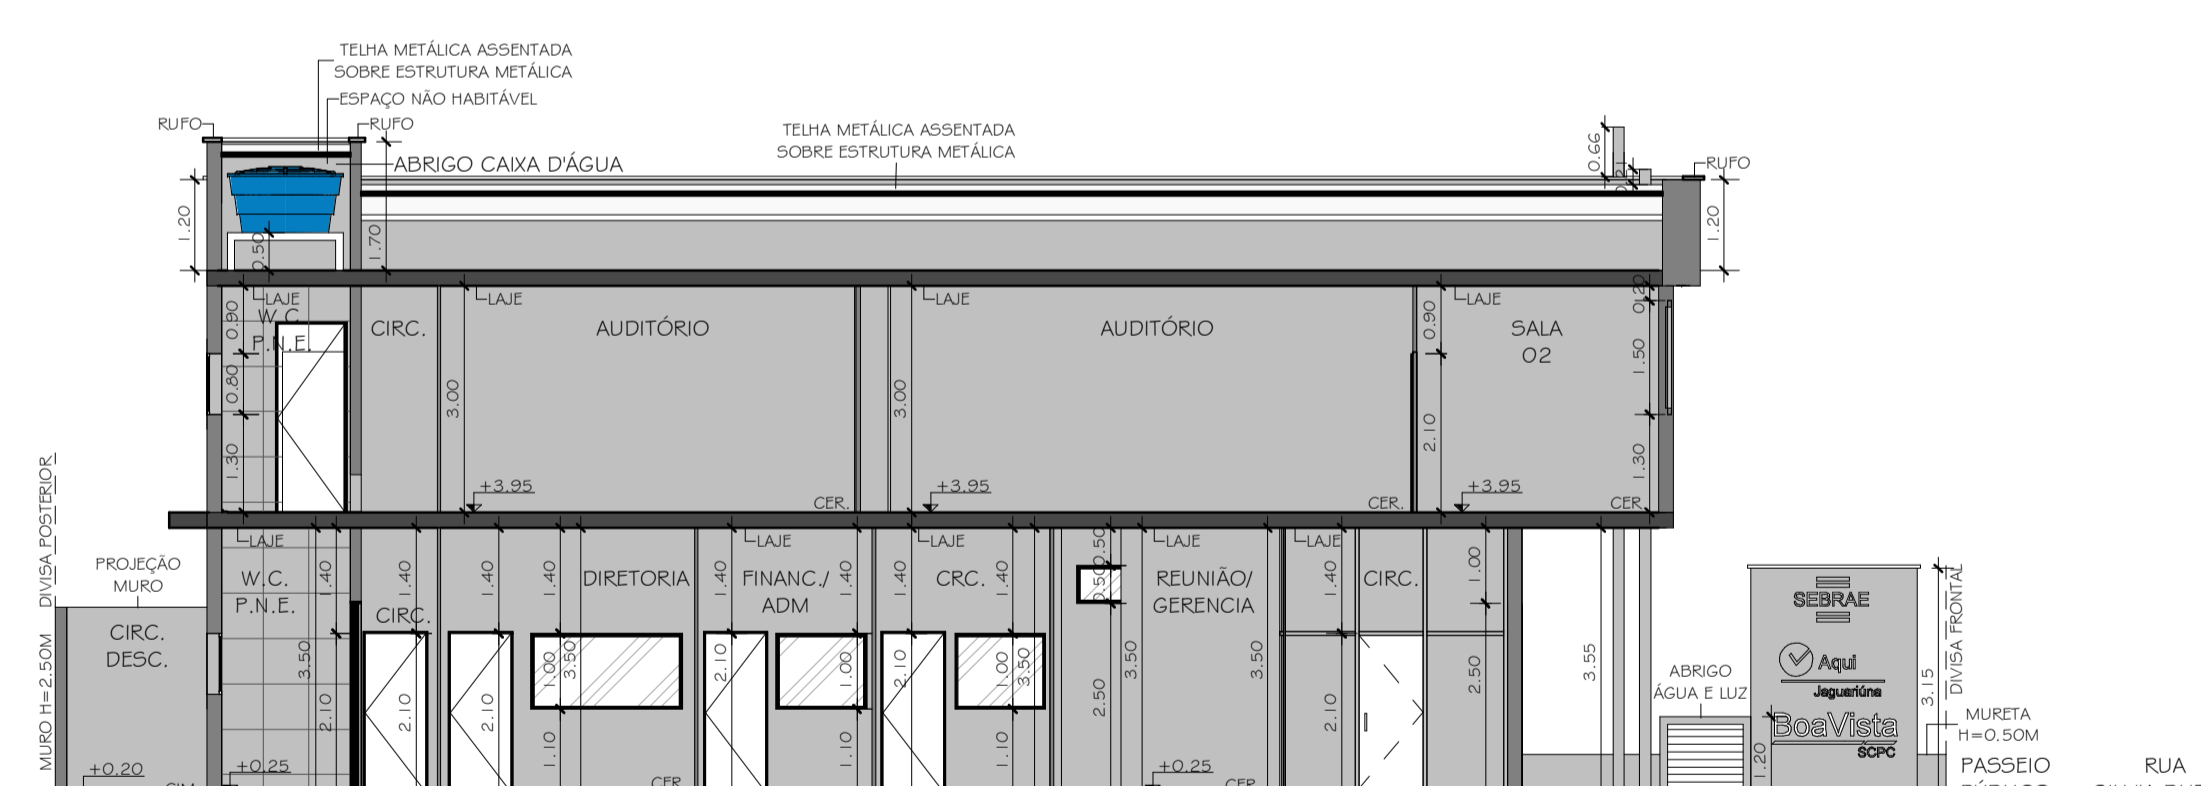 TELHA METÁLICA ASSENTADA
SOBRE ESTRUTURA METÁLICA
ESPAÇO NÃO HABITÁVEL
RUFO
RUFO
ABRIGO CAIXA D'ÁGUA
TELHA METÁLICA ASSENTADA
SOBRE ESTRUTURA METÁLICA
0.66
RUFO
1.20
0.50
1.70
1.20
LAJE
LAJE
LAJE
LAJE
0.20
0.90
W.C.
P.N.E.
CIRC.
AUDITÓRIO
AUDITÓRIO
0.90
SALA
02
0.80
3.00
3.00
1.50
2.10
1.30
1.30
+3.95
+3.95
+3.95
CER.
CER.
CER.
DIVISA POSTERIOR
MURO H=2.50M
PROJEÇÃO
MURO
CIRC.
DESC.
LAJE
LAJE
LAJE
LAJE
LAJE
W.C.
P.N.E.
1.40
1.40
1.40
1.40
DIRETORIA
1.40
FINANC./
ADM
1.40
1.40
CRC.
0.50
0.50
REUNIÃO/
GERENCIA
1.40
CIRC.
1.00
CIRC.
3.50
2.10
2.10
2.10
1.00
3.50
1.10
2.10
1.00
1.10
2.10
1.00
3.50
1.10
2.50
3.50
3.50
2.10
2.50
3.55
+0.20
+0.25
CER.
+0.25
CER.
ABRIGO
ÁGUA E LUZ
SEBRAE
Aqui
Jaguariúna
BoaVista
SCPC
1.20
3.15
DIVISA FRONTAL
MURETA
H=0.50M
PASSEIO
RUA